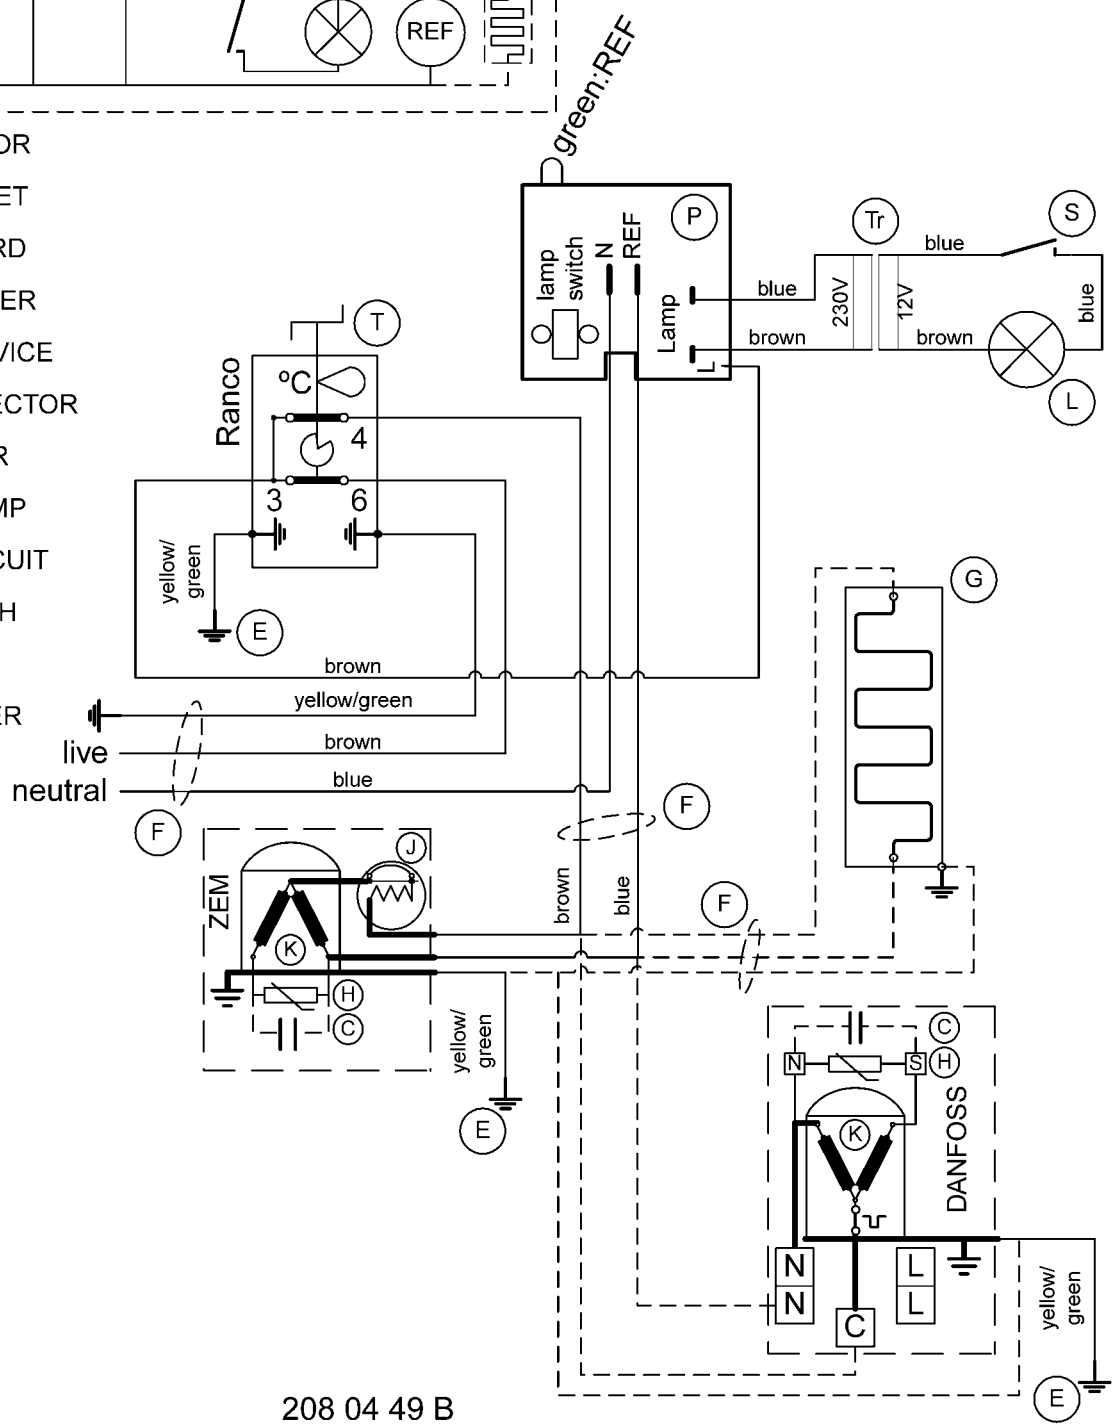 REF
green:REF
OR
ET
RD
ER
VICE
ECTOR
R
MP
CUIT
H
ER
P
lamp switch
N
REF
Lamp
L
blue
brown
Tr
230V
12V
blue
S
blue
brown
L
T
Ranco
ºC
4
3
6
yellow/
green
E
brown
yellow/green
live
brown
neutral
blue
F
F
G
ZEM
J
K
H
C
brown
blue
F
yellow/
green
E
C
N
S
H
K
DANFOSS
N
L
N
L
C
yellow/
green
E
208 04 49 B